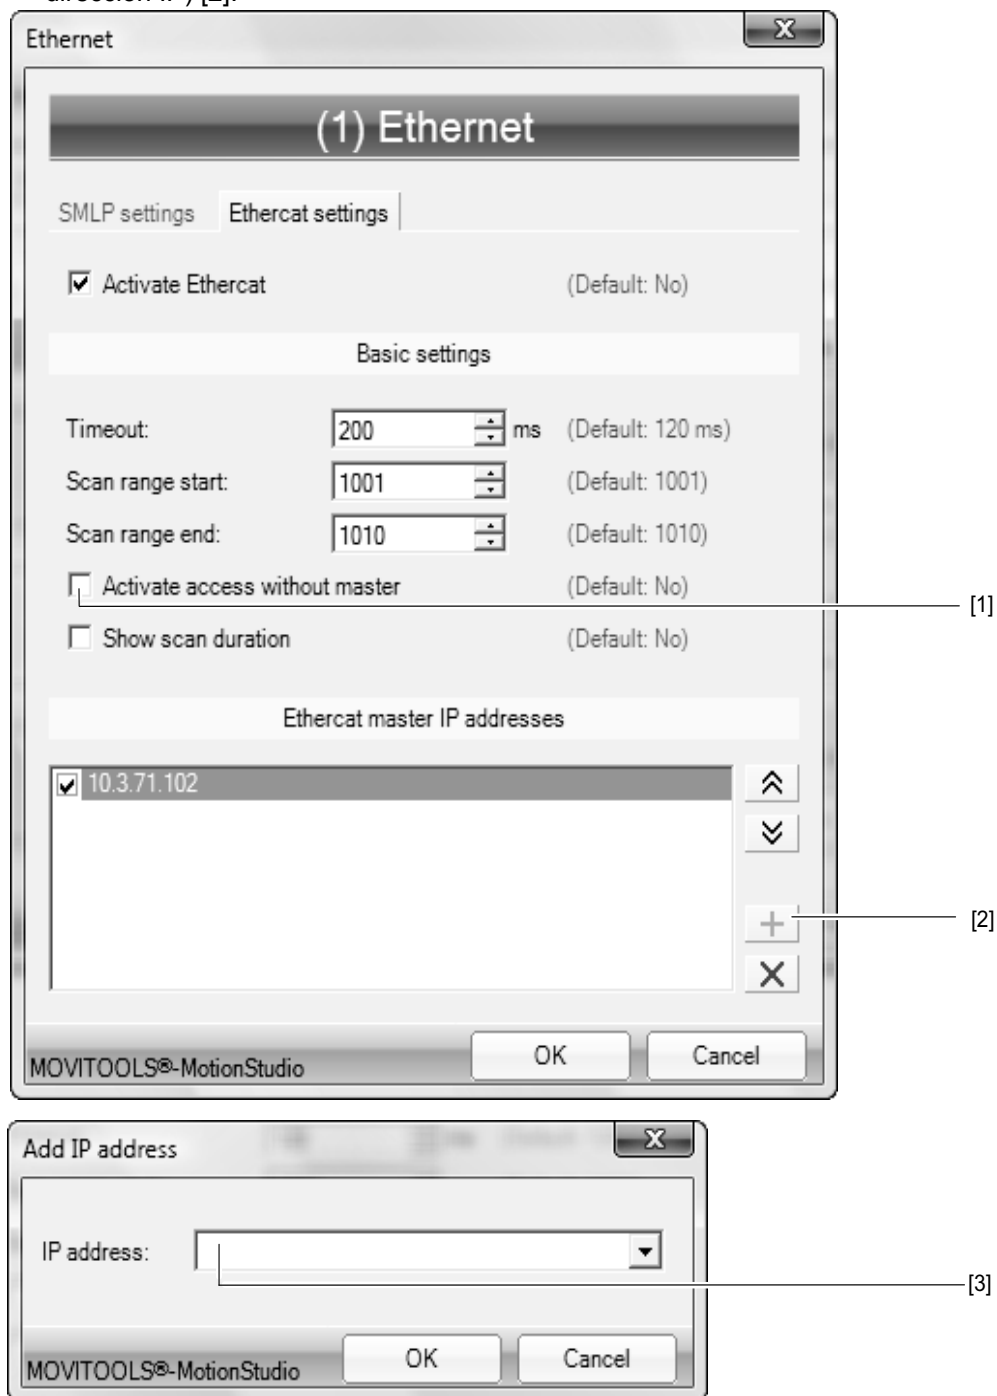 dirección IP) [2].
Ethernet
(1) Ethernet
SMLP settings Ethercat settings
Activate Ethercat (Default: No)
Basic settings
Timeout: 200 ms (Default: 120 ms)
Scan range start: 1001 (Default: 1001)
Scan range end: 1010 (Default: 1010)
Activate access without master (Default: No)
[1]
Show scan duration (Default: No)
Ethercat master IP addresses
10.3.71.102
[2]
OK Cancel
MOVITOOLS®-MotionStudio
Add IP address
IP address:
[3]
OK Cancel
MOVITOOLS®-MotionStudio